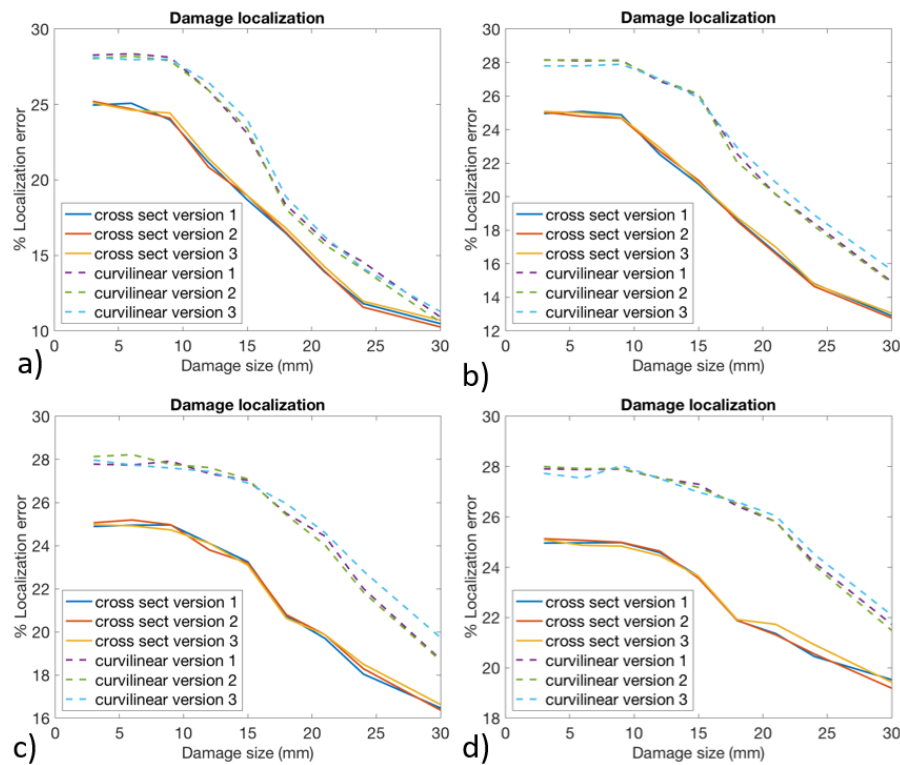 Damage localization
30
25
20
15
10
% Localization error
cross sect version 1
cross sect version 2
cross sect version 3
curvilinear version 1
curvilinear version 2
curvilinear version 3
0 5 10 15 20 25 30
Damage size (mm)
a)
Damage localization
30
28
26
24
22
20
18
16
14
12
% Localization error
cross sect version 1
cross sect version 2
cross sect version 3
curvilinear version 1
curvilinear version 2
curvilinear version 3
0 5 10 15 20 25 30
Damage size (mm)
b)
Damage localization
30
28
26
24
22
20
18
16
% Localization error
cross sect version 1
cross sect version 2
cross sect version 3
curvilinear version 1
curvilinear version 2
curvilinear version 3
0 5 10 15 20 25 30
Damage size (mm)
c)
Damage localization
30
28
26
24
22
20
18
% Localization error
cross sect version 1
cross sect version 2
cross sect version 3
curvilinear version 1
curvilinear version 2
curvilinear version 3
0 5 10 15 20 25 30
Damage size (mm)
d)